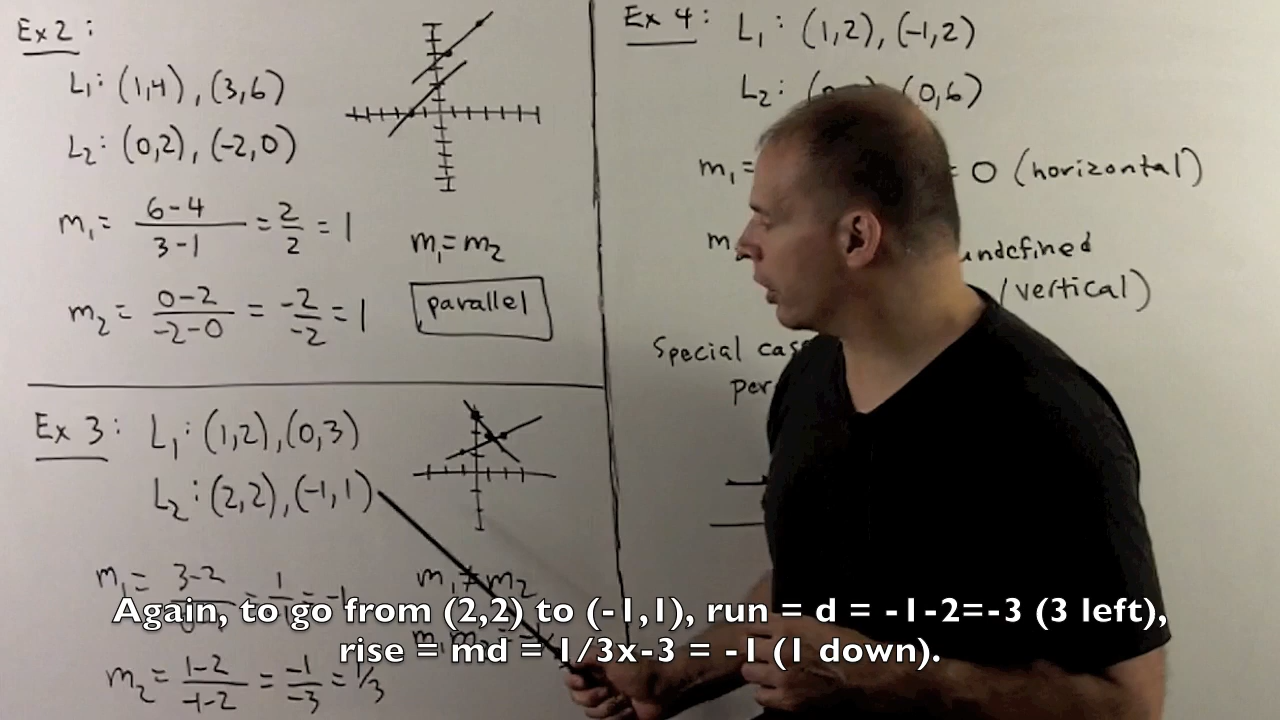 Ex 2:
L₁: (1,4), (3,6)
L₂: (0,2), (-2,0)
m₁ = 6-4 / 3-1 = 2/2 = 1
m₁ = m₂
m₂ = 0-2 / -2-0 = -2/-2 = 1
parallel
Ex 3: L₁: (1,2), (0,3)
L₂: (2,2), (-1,1)
m₁ = 3-2
m₁ ≠ m₂
m₂ = 1-2 / -1-2 = -1/-3 = 1/3
Ex 4: L₁: (1,2), (-1,2)
L₂: (0,6)
m₁ = = 0 (horizontal)
undefined
(vertical)
Special
Again, to go from (2,2) to (-1,1), run = d = -1-2=-3 (3 left),
rise = md = 1/3x-3 = -1 (1 down).